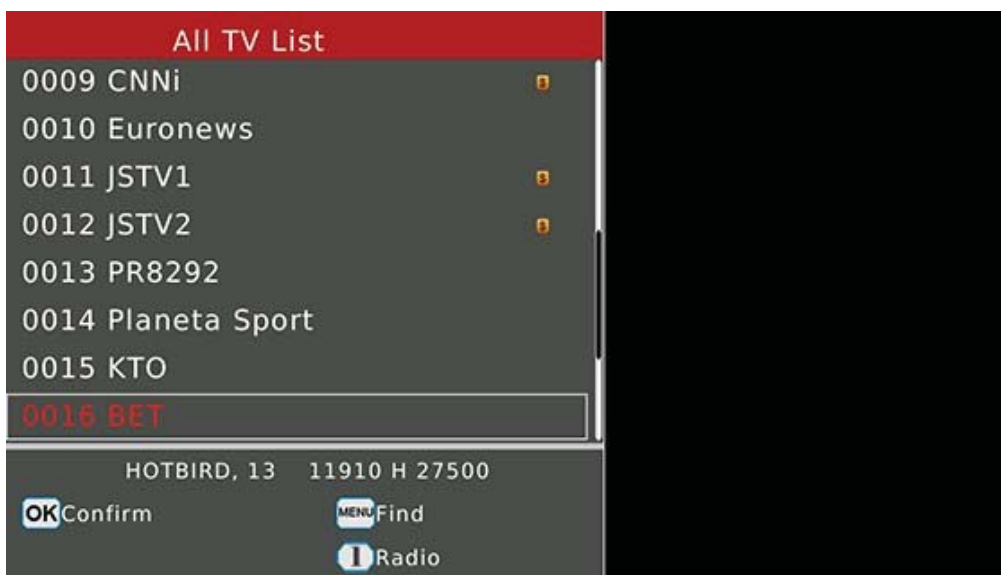 All TV List
0009 CNNi $
0010 Euronews
0011 JSTV1 $
0012 JSTV2 $
0013 PR8292
0014 Planeta Sport
0015 KTO
0016 BET
HOTBIRD, 13 11910 H 27500
OK Confirm MENU Find
1 Radio